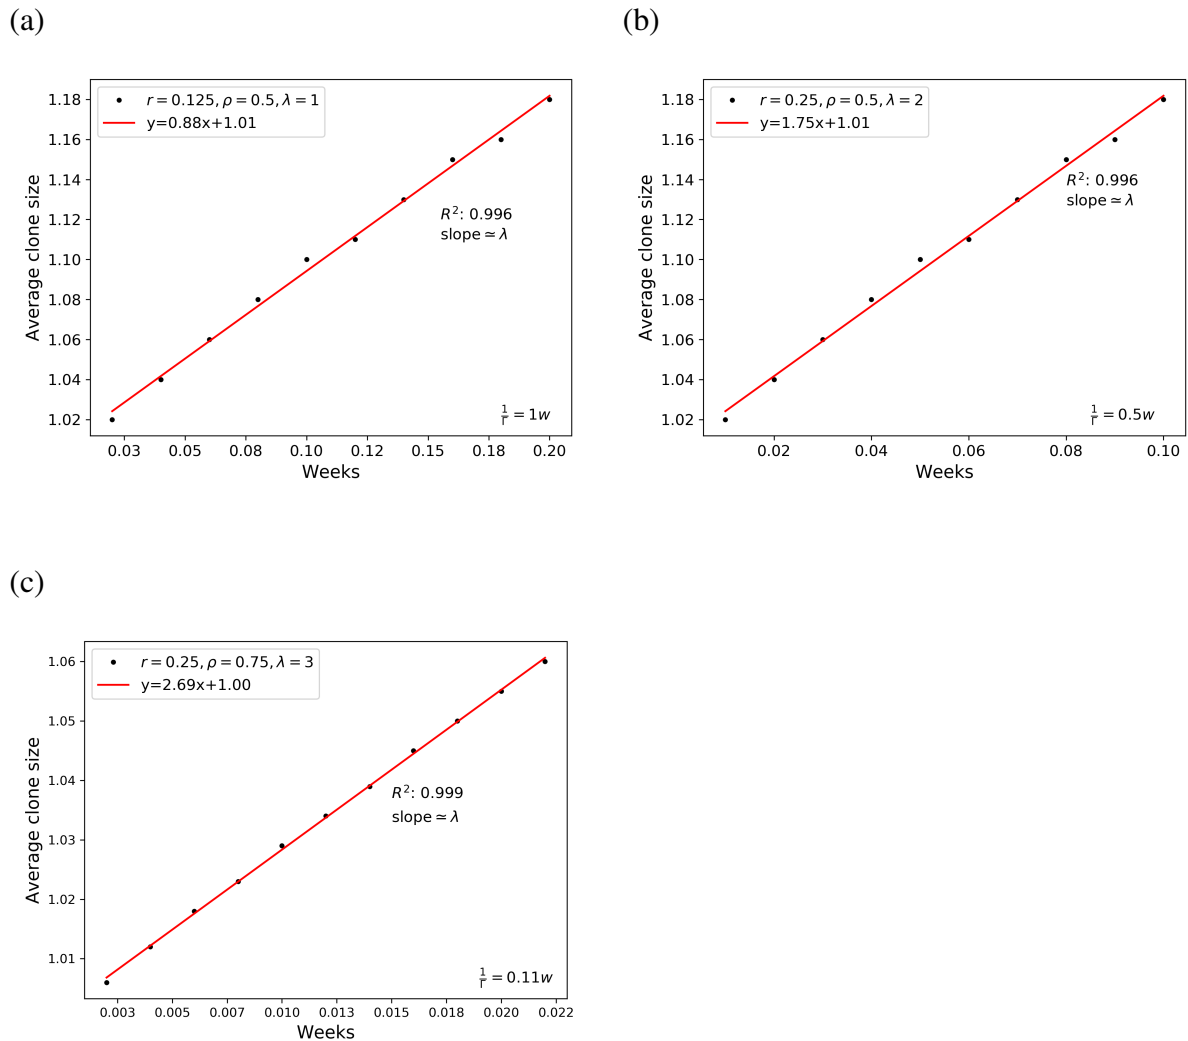 (a)
r = 0.125, ρ = 0.5, λ = 1
y=0.88x+1.01
1.18
1.16
1.14
1.12
1.10
1.08
1.06
1.04
1.02
Average clone size
R²: 0.996
slope ≃ λ
1/Γ = 1w
0.03 0.05 0.08 0.10 0.12 0.15 0.18 0.20
Weeks
(b)
r = 0.25, ρ = 0.5, λ = 2
y=1.75x+1.01
1.18
1.16
1.14
1.12
1.10
1.08
1.06
1.04
1.02
Average clone size
R²: 0.996
slope ≃ λ
1/Γ = 0.5w
0.02 0.04 0.06 0.08 0.10
Weeks
(c)
r = 0.25, ρ = 0.75, λ = 3
y=2.69x+1.00
1.06
1.05
1.04
1.03
1.02
1.01
Average clone size
R²: 0.999
slope ≃ λ
1/Γ = 0.11w
0.003 0.005 0.007 0.010 0.013 0.015 0.018 0.020 0.022
Weeks